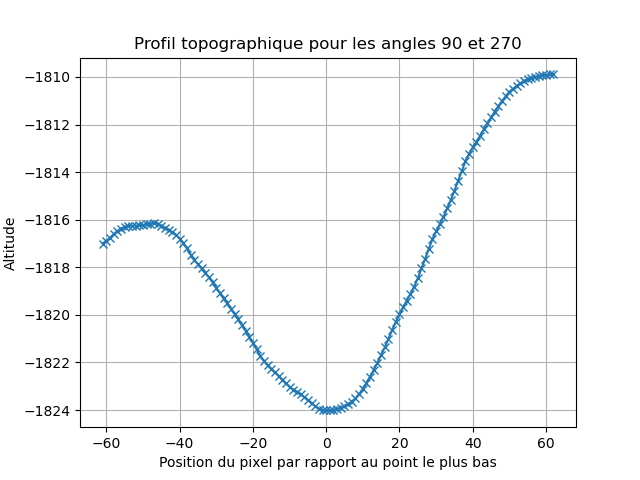 Profil topographique pour les angles 90 et 270
Altitude
−1810
−1812
−1814
−1816
−1818
−1820
−1822
−1824
−60 −40 −20 0 20 40 60
Position du pixel par rapport au point le plus bas